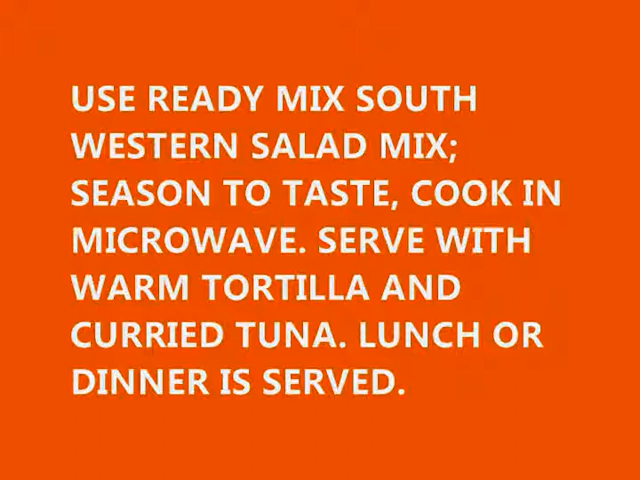 USE READY MIX SOUTH
WESTERN SALAD MIX;
SEASON TO TASTE, COOK IN
MICROWAVE. SERVE WITH
WARM TORTILLA AND
CURRIED TUNA. LUNCH OR
DINNER IS SERVED.